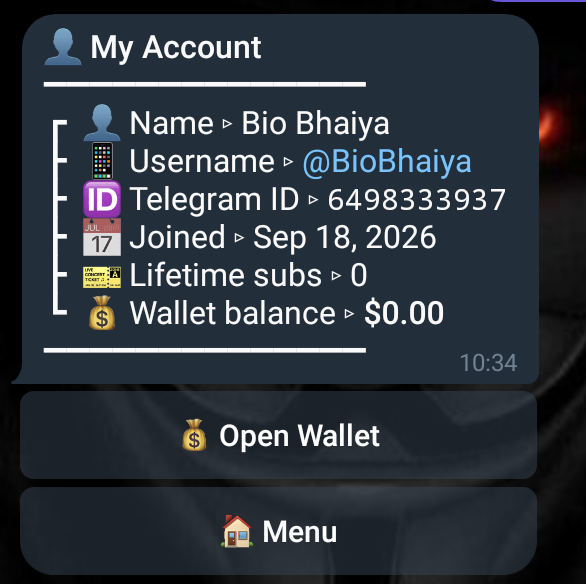 👤 My Account
━━━━━━━━━━━━━━
┏ 👤 Name ▹ Bio Bhaiya
┣ 📱 Username ▹ @BioBhaiya
┣ 🆔 Telegram ID ▹ 6498333937
┣ 📅 Joined ▹ Sep 18, 2026
┣ 🎫 Lifetime subs ▹ 0
┗ 💰 Wallet balance ▹ $0.00
━━━━━━━━━━━━━━
10:34
💰 Open Wallet
🏠 Menu